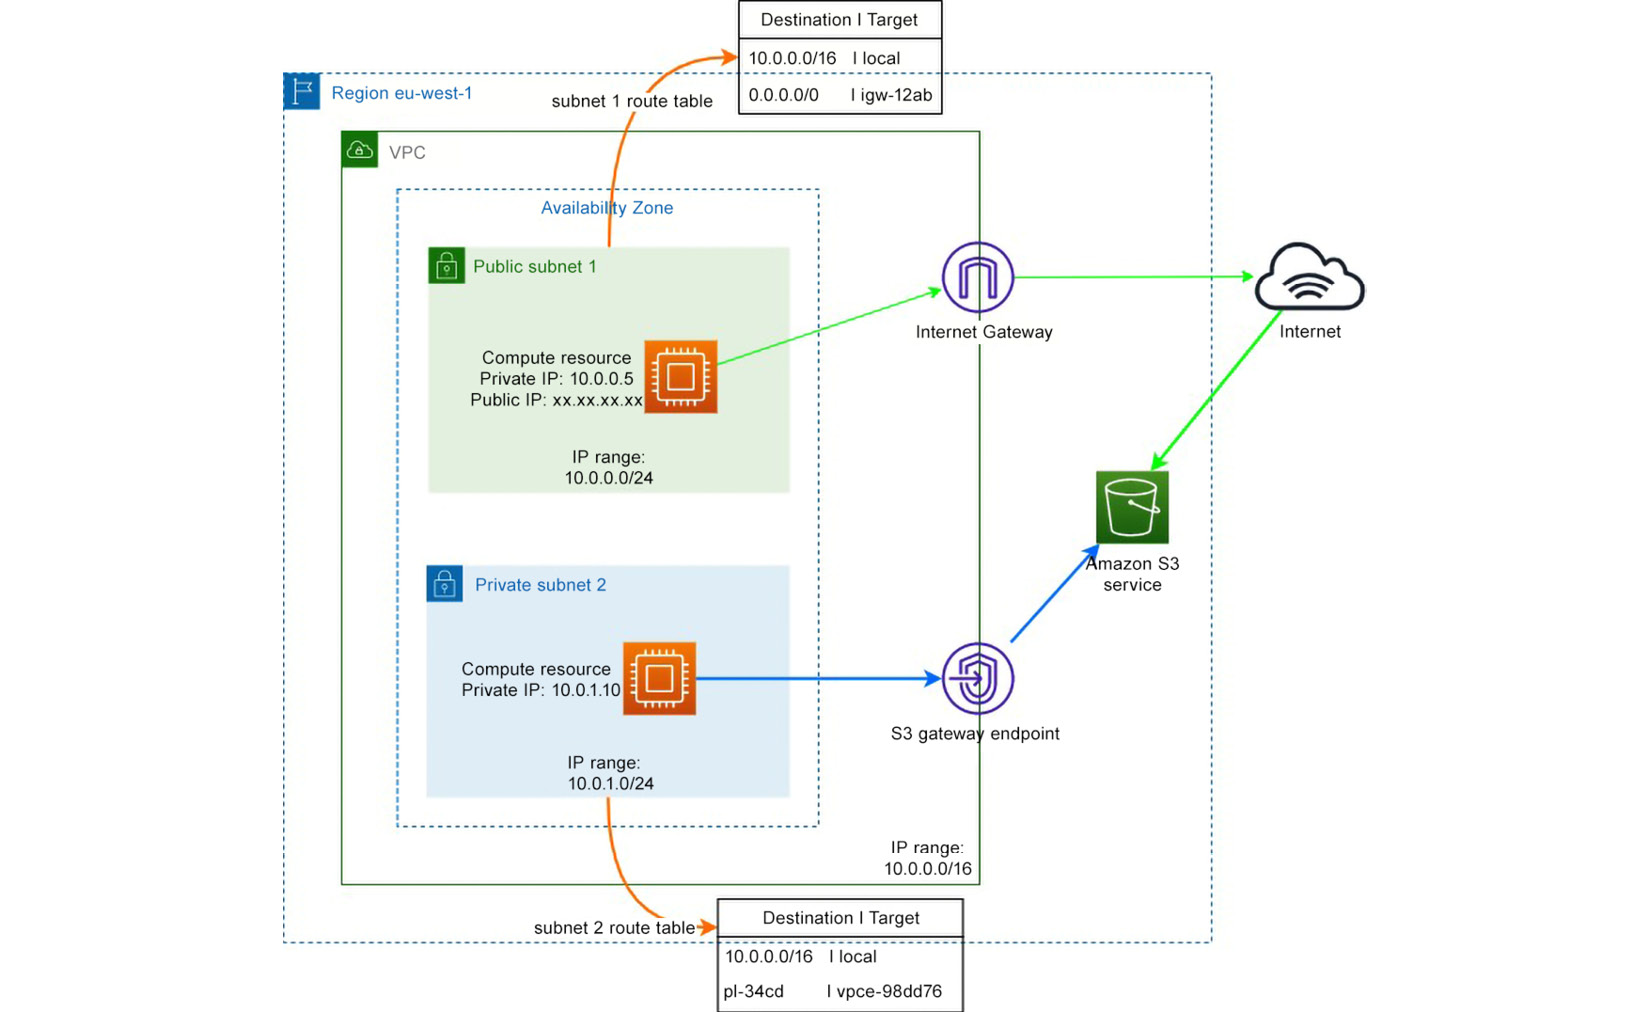 Destination I Target
10.0.0.0/16 I local
0.0.0.0/0 I igw-12ab
Region eu-west-1
subnet 1 route table
VPC
Availability Zone
Public subnet 1
Compute resource
Private IP: 10.0.0.5
Public IP: xx.xx.xx.xx
IP range:
10.0.0.0/24
Internet Gateway
Internet
Amazon S3
service
Private subnet 2
Compute resource
Private IP: 10.0.1.10
IP range:
10.0.1.0/24
S3 gateway endpoint
IP range:
10.0.0.0/16
subnet 2 route table
Destination I Target
10.0.0.0/16 I local
pl-34cd I vpce-98dd76